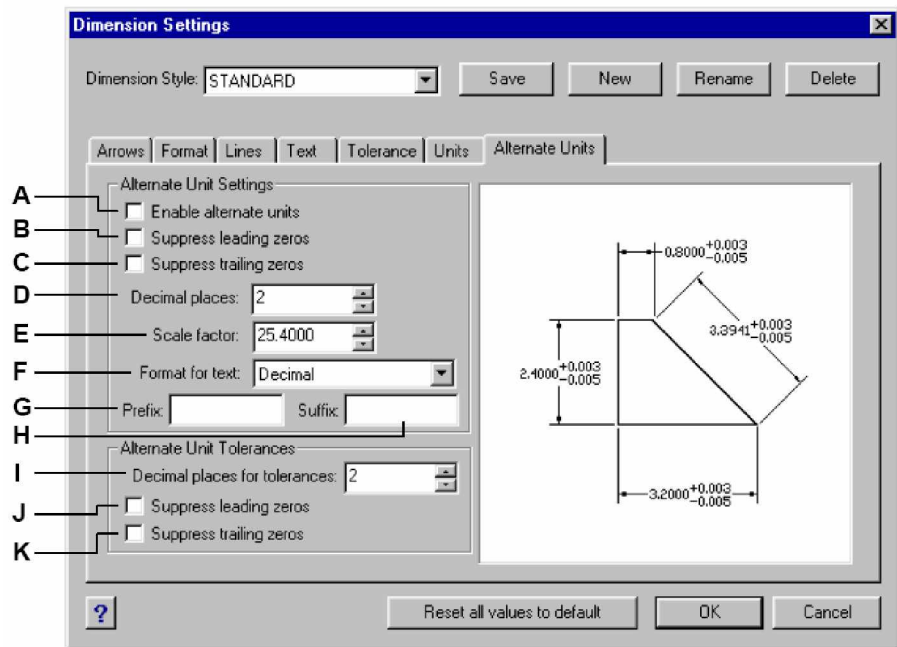 Dimension Settings
Dimension Style: STANDARD Save New Rename Delete
Arrows Format Lines Text Tolerance Units Alternate Units
Alternate Unit Settings
A Enable alternate units
B Suppress leading zeros
C Suppress trailing zeros
D Decimal places: 2
E Scale factor: 25.4000
F Format for text: Decimal
G Prefix: Suffix:
H
Alternate Unit Tolerances
I Decimal places for tolerances: 2
J Suppress leading zeros
K Suppress trailing zeros
0.8000 +0.003
-0.005
3.3941 +0.003
-0.005
2.4000 +0.003
-0.005
3.2000 +0.003
-0.005
? Reset all values to default OK Cancel